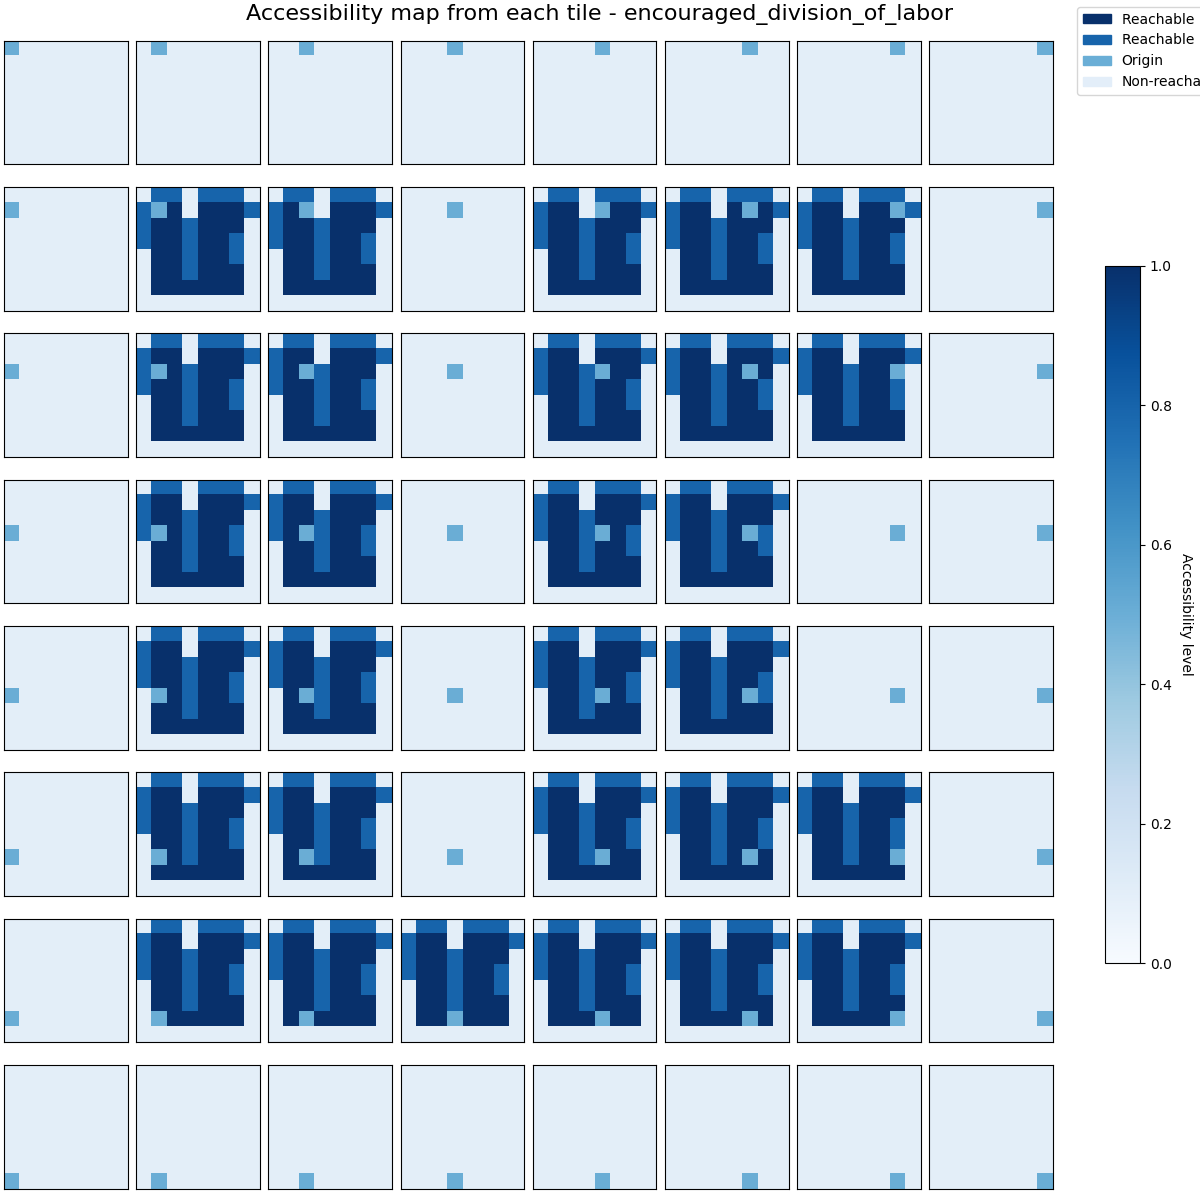 Accessibility map from each tile - encouraged_division_of_labor
Reachable
Reachable
Origin
Non-reacha
1.0
0.8
0.6
0.4
0.2
0.0
Accessibility level